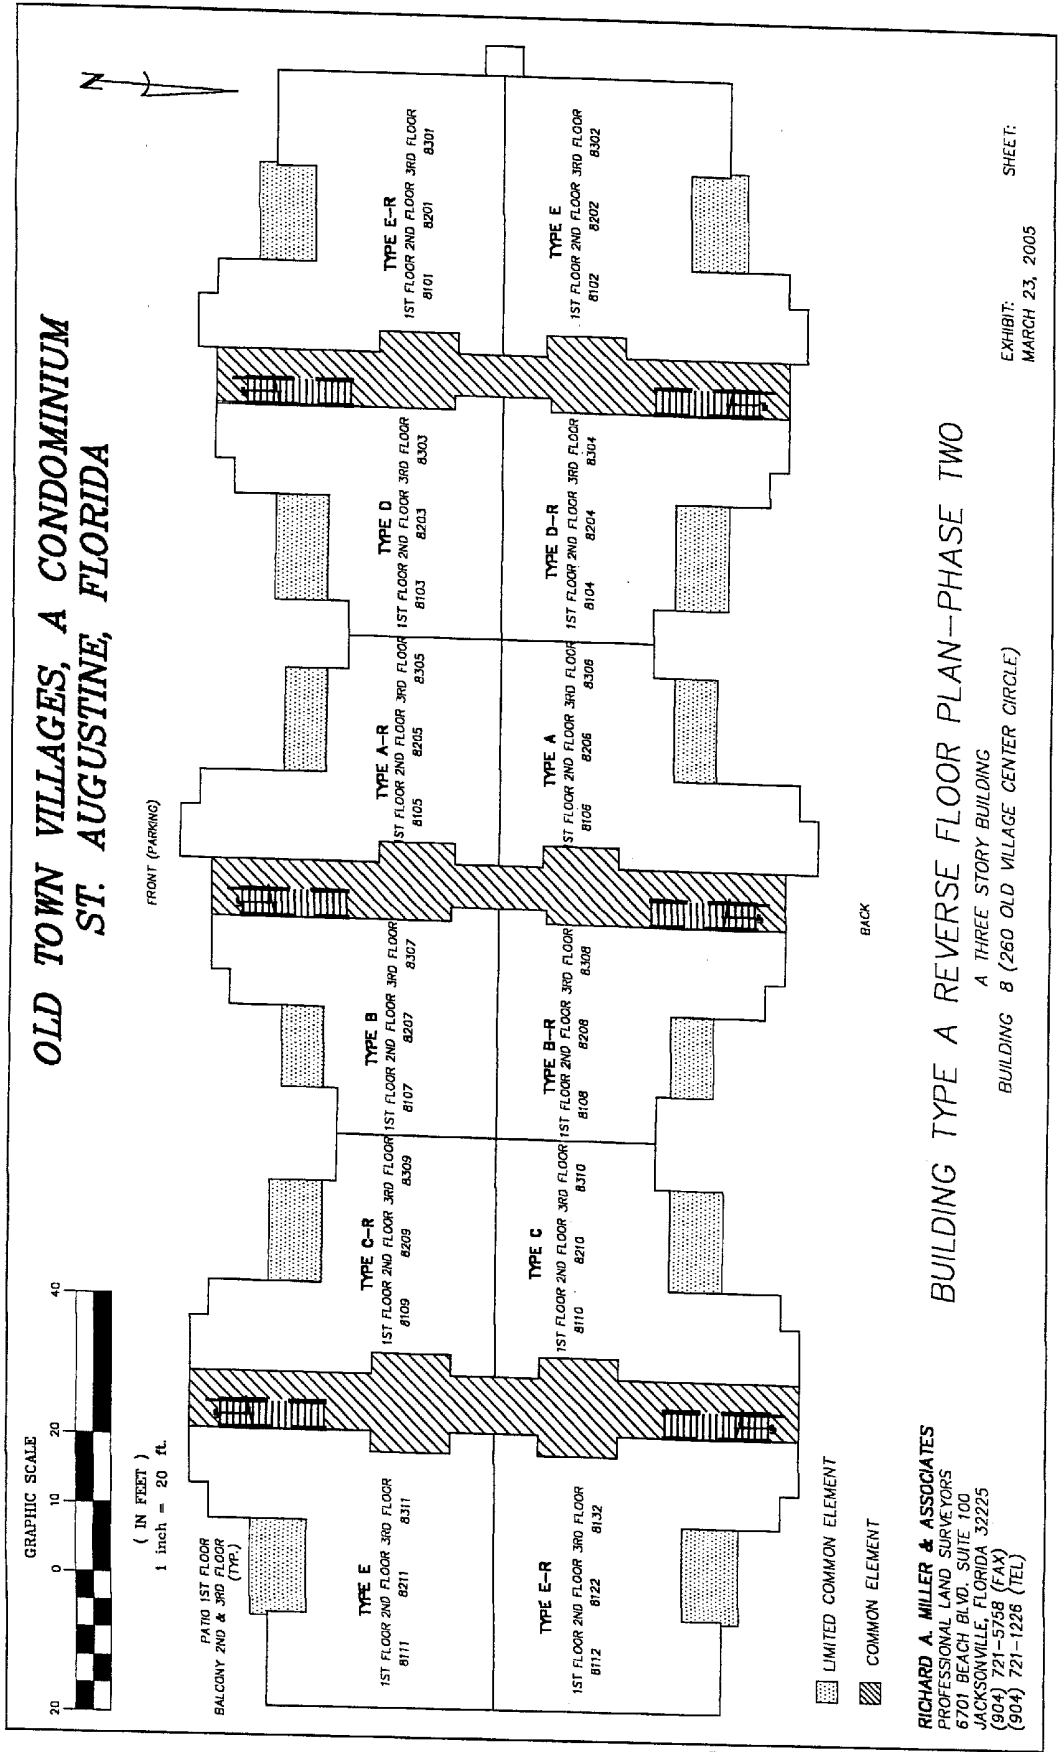 OLD TOWN VILLAGES, A CONDOMINIUM
ST. AUGUSTINE, FLORIDA
GRAPHIC SCALE
20 0 10 20 40
( IN FEET )
1 inch = 20 ft.
N
FRONT (PARKING)
PATIO 1ST FLOOR
BALCONY 2ND & 3RD FLOOR
(TYP.)
TYPE E
1ST FLOOR 2ND FLOOR 3RD FLOOR
8111 8211 8311
TYPE C-R
1ST FLOOR 2ND FLOOR 3RD FLOOR
8109 8209 8309
TYPE B
1ST FLOOR 2ND FLOOR 3RD FLOOR
8107 8207 8307
TYPE A-R
1ST FLOOR 2ND FLOOR 3RD FLOOR
8105 8205 8305
TYPE D
1ST FLOOR 2ND FLOOR 3RD FLOOR
8103 8203 8303
TYPE E-R
1ST FLOOR 2ND FLOOR 3RD FLOOR
8101 8201 8301
TYPE E-R
1ST FLOOR 2ND FLOOR 3RD FLOOR
8112 8122 8132
TYPE C
1ST FLOOR 2ND FLOOR 3RD FLOOR
8110 8210 8310
TYPE B-R
1ST FLOOR 2ND FLOOR 3RD FLOOR
8108 8208 8308
TYPE A
1ST FLOOR 2ND FLOOR 3RD FLOOR
8106 8206 8306
TYPE D-R
1ST FLOOR 2ND FLOOR 3RD FLOOR
8104 8204 8304
TYPE E
1ST FLOOR 2ND FLOOR 3RD FLOOR
8102 8202 8302
BACK
LIMITED COMMON ELEMENT
COMMON ELEMENT
RICHARD A. MILLER & ASSOCIATES
PROFESSIONAL LAND SURVEYORS
6701 BEACH BLVD. SUITE 100
JACKSONVILLE, FLORIDA 32225
(904) 721-5758 (FAX)
(904) 721-1226 (TEL)
BUILDING TYPE A REVERSE FLOOR PLAN-PHASE TWO
A THREE STORY BUILDING
BUILDING 8 (260 OLD VILLAGE CENTER CIRCLE)
EXHIBIT: SHEET:
MARCH 23, 2005